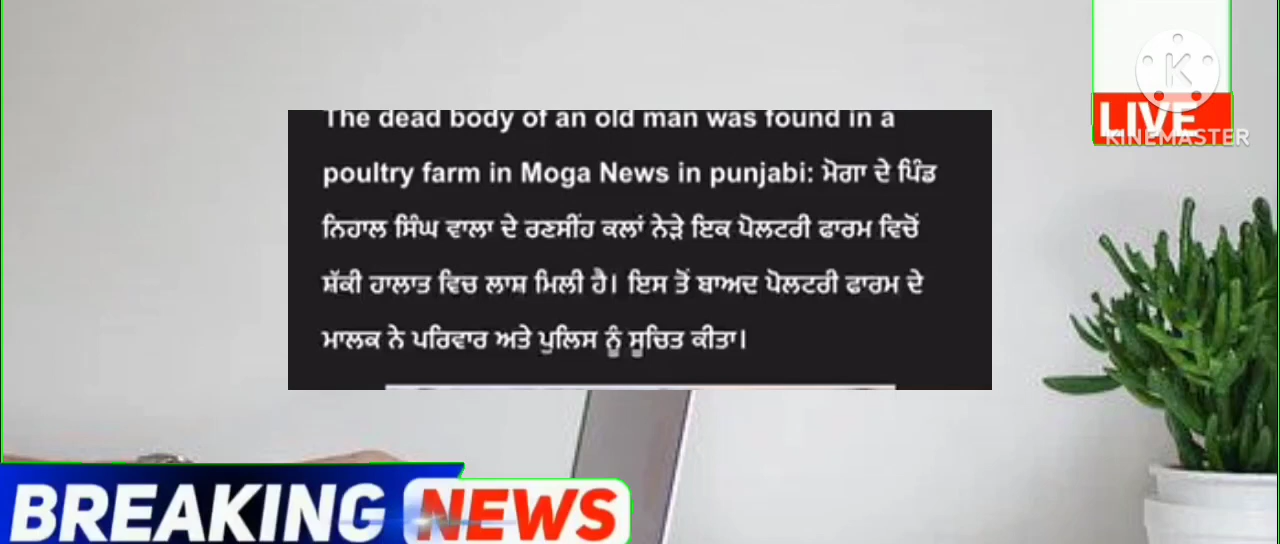 The dead body of an old man was found in a
poultry farm in Moga News in punjabi: ਮੋਗਾ ਦੇ ਪਿੰਡ
ਨਿਹਾਲ ਸਿੰਘ ਵਾਲਾ ਦੇ ਰਣਸੀਂਹ ਕਲਾਂ ਨੇੜੇ ਇਕ ਪੋਲਟਰੀ ਫਾਰਮ ਵਿਚੋਂ
ਸ਼ੱਕੀ ਹਾਲਾਤ ਵਿਚ ਲਾਸ਼ ਮਿਲੀ ਹੈ। ਇਸ ਤੋਂ ਬਾਅਦ ਪੋਲਟਰੀ ਫਾਰਮ ਦੇ
ਮਾਲਕ ਨੇ ਪਰਿਵਾਰ ਅਤੇ ਪੁਲਿਸ ਨੂੰ ਸੂਚਿਤ ਕੀਤਾ।
K
LIVE
KINEMASTER
BREAKING NEWS